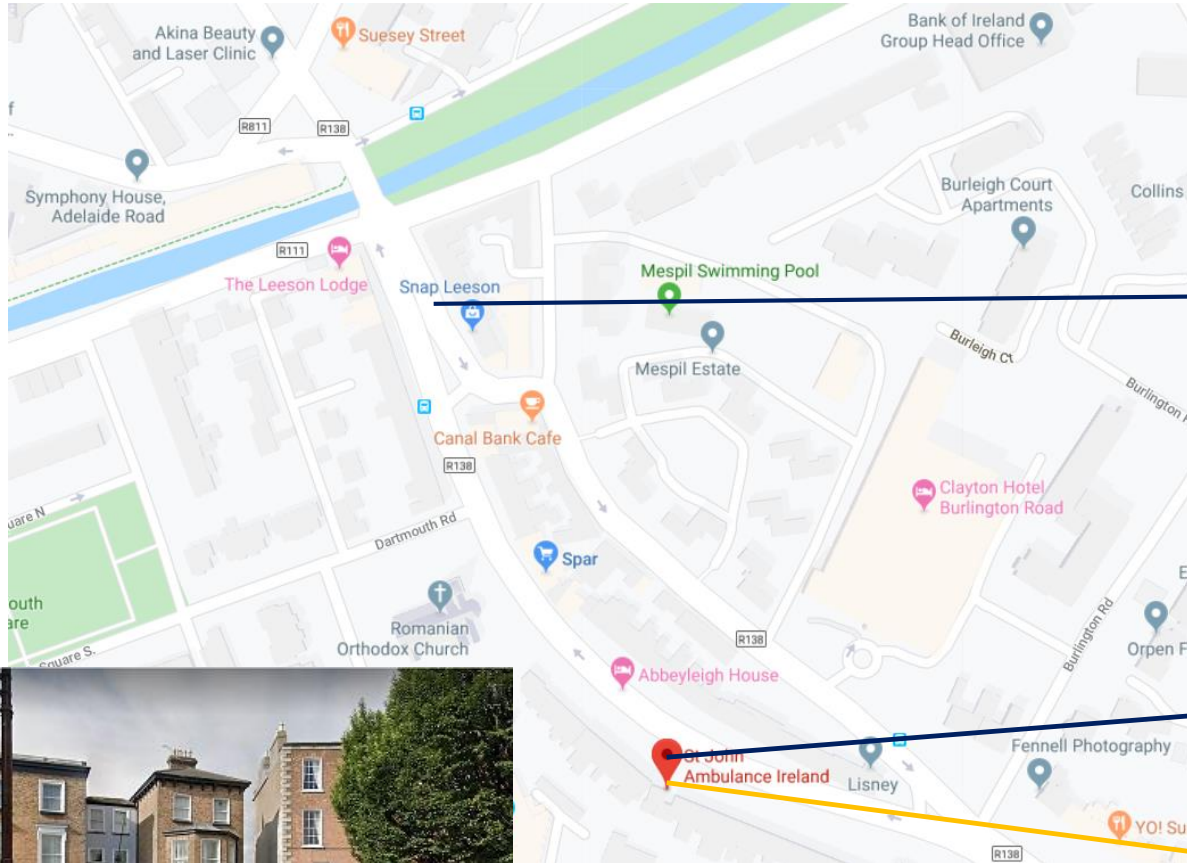 Akina Beauty
and Laser Clinic
Suesey Street
Bank of Ireland
Group Head Office
f
R811
R138
Symphony House,
Adelaide Road
Burleigh Court
Apartments
Collins
R111
The Leeson Lodge
Snap Leeson
Mespil Swimming Pool
Mespil Estate
Burleigh Ct
Burlington R
Canal Bank Cafe
R138
Clayton Hotel
Burlington Road
uare N
Dartmouth Rd
Spar
outh
are
Romanian
Orthodox Church
Square S.
R138
Burlington Rd
E
Orpen F
Abbeyleigh House
St John
Ambulance Ireland
Lisney
Fennell Photography
YO! Su
R138